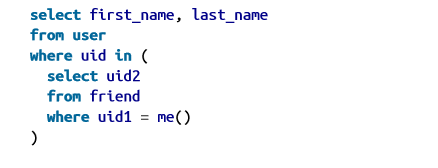 select first_name, last_name
from user
where uid in (
  select uid2
  from friend
  where uid1 = me()
)